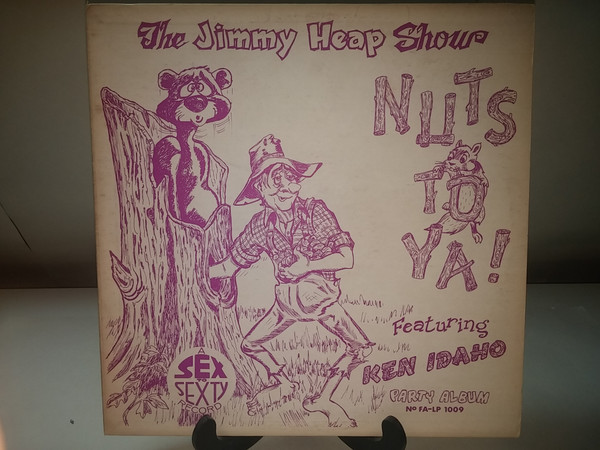 The Jimmy Heap Show
NUTS
TO
YA!
Featuring
KEN IDAHO
PARTY ALBUM
Nº FA-LP 1009
A
SEX
TO
SEXTY
RECORD